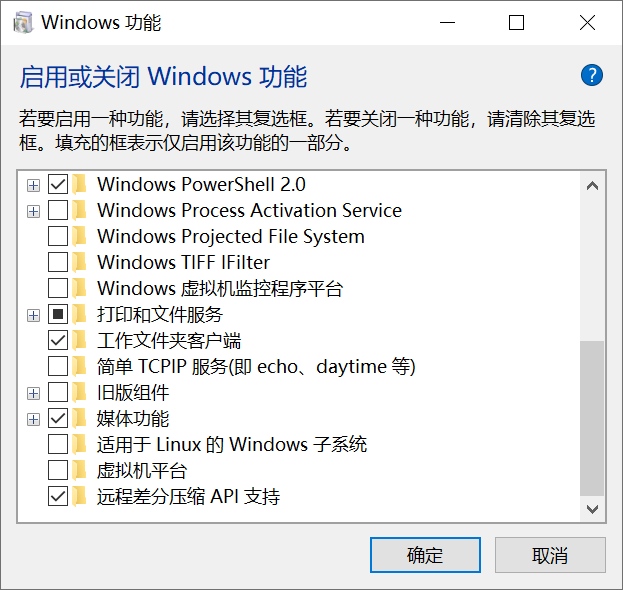 Windows 功能
启用或关闭 Windows 功能
?
若要启用一种功能，请选择其复选框。若要关闭一种功能，请清除其复选
框。填充的框表示仅启用该功能的一部分。
Windows PowerShell 2.0
Windows Process Activation Service
Windows Projected File System
Windows TIFF IFilter
Windows 虚拟机监控程序平台
打印和文件服务
工作文件夹客户端
简单 TCPIP 服务(即 echo、daytime 等)
旧版组件
媒体功能
适用于 Linux 的 Windows 子系统
虚拟机平台
远程差分压缩 API 支持
确定 取消